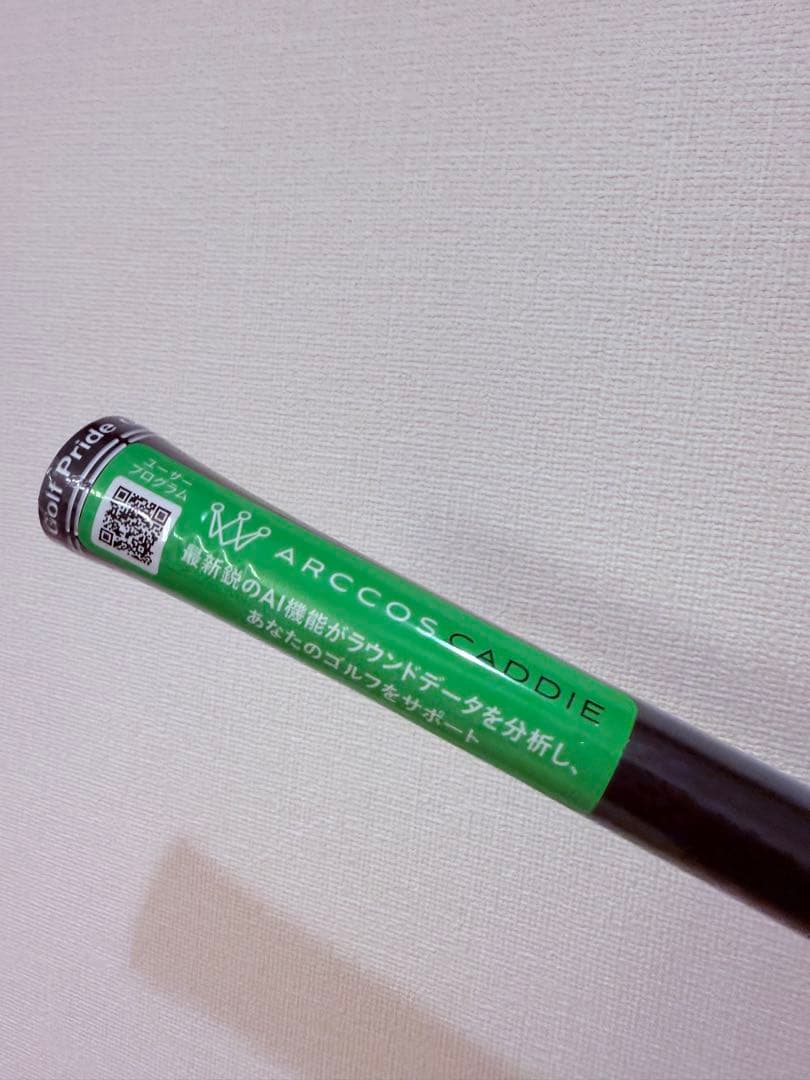 Golf Pride
ユーザー
プログラム
ARCCOS CADDIE
最新鋭のAI機能がラウンドデータを分析し、
あなたのゴルフをサポート